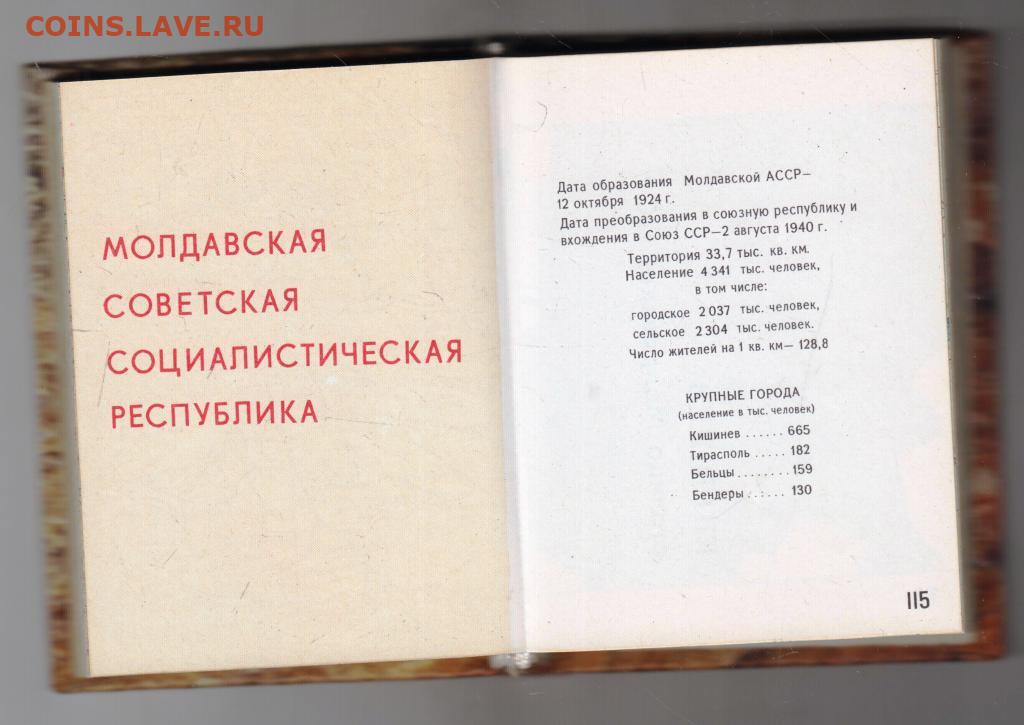 COINS.LAVE.RU
МОЛДАВСКАЯ
СОВЕТСКАЯ
СОЦИАЛИСТИЧЕСКАЯ
РЕСПУБЛИКА
Дата образования Молдавской АССР—
12 октября 1924 г.
Дата преобразования в союзную республику и
вхождения в Союз ССР—2 августа 1940 г.
Территория 33,7 тыс. кв. км.
Население 4 341 тыс. человек,
в том числе:
городское 2 037 тыс. человек,
сельское 2 304 тыс. человек.
Число жителей на 1 кв. км— 128,8
КРУПНЫЕ ГОРОДА
(население в тыс. человек)
Кишинев ...... 665
Тирасполь ..... 182
Бельцы ........ 159
Бендеры ...... 130
115